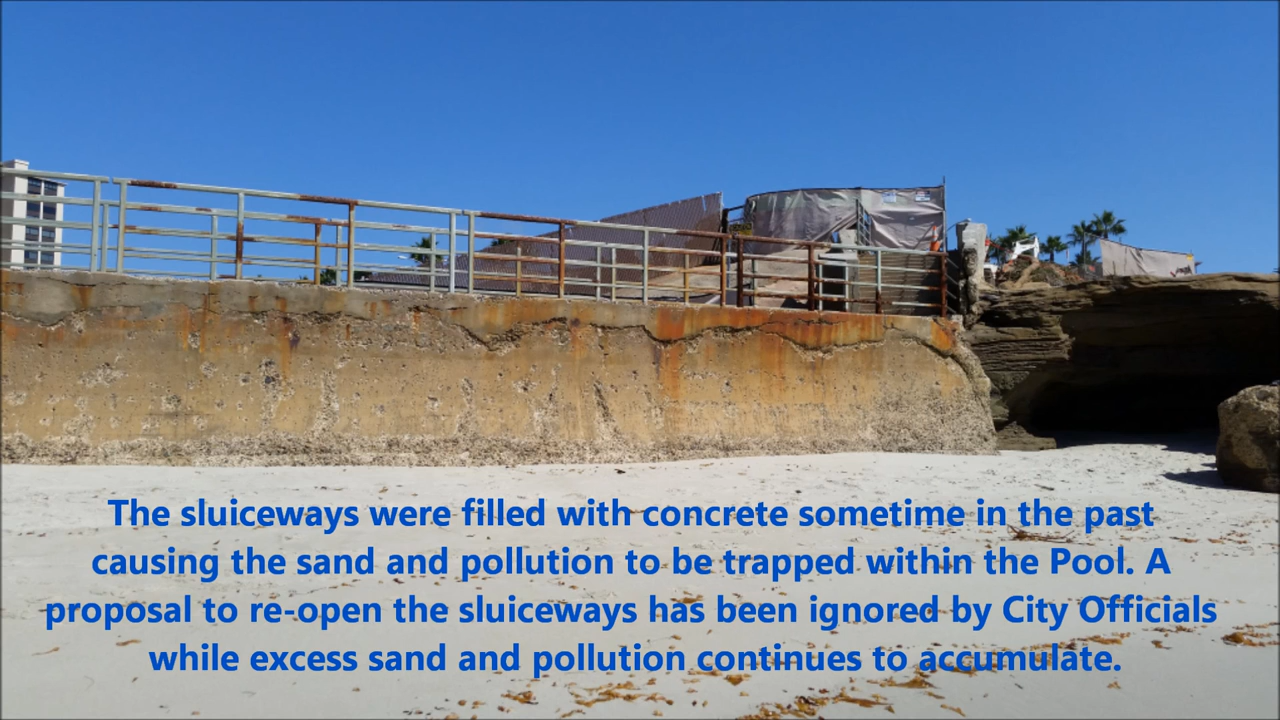 The sluiceways were filled with concrete sometime in the past
causing the sand and pollution to be trapped within the Pool. A
proposal to re-open the sluiceways has been ignored by City Officials
while excess sand and pollution continues to accumulate.